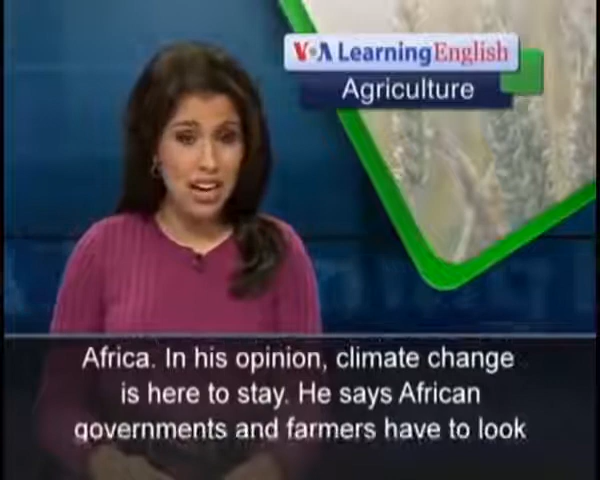 VOA Learning English
Agriculture
Africa. In his opinion, climate change
is here to stay. He says African
governments and farmers have to look